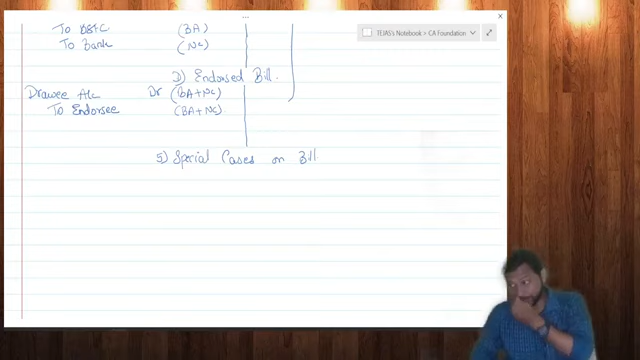 TEJAS's Notebook > CA Foundation
To BSFC. (BA)
To Bank (NC)
D) Endorsed Bill.
Drawee A/c Dr (BA+NC)
To Endorsee (BA+NC).
5) Special Cases on Bill